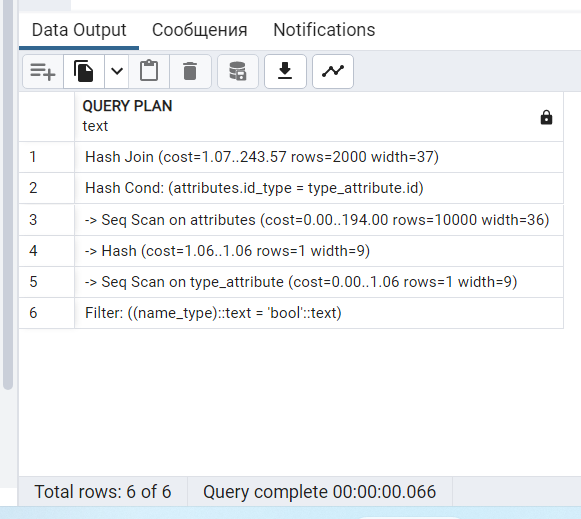 Data Output Сообщения Notifications
QUERY PLAN
text
1 Hash Join (cost=1.07..243.57 rows=2000 width=37)
2 Hash Cond: (attributes.id_type = type_attribute.id)
3 -> Seq Scan on attributes (cost=0.00..194.00 rows=10000 width=36)
4 -> Hash (cost=1.06..1.06 rows=1 width=9)
5 -> Seq Scan on type_attribute (cost=0.00..1.06 rows=1 width=9)
6 Filter: ((name_type)::text = 'bool'::text)
Total rows: 6 of 6 Query complete 00:00:00.066